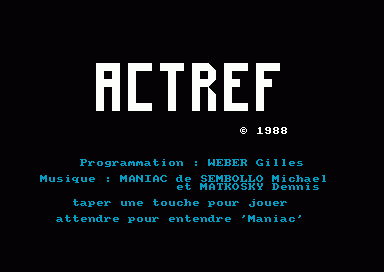 ACTREF
© 1988
Programmation : WEBER Gilles
Musique : MANIAC de SEMBOLLO Michael
et MATKOSKY Dennis
taper une touche pour jouer
attendre pour entendre 'Maniac'